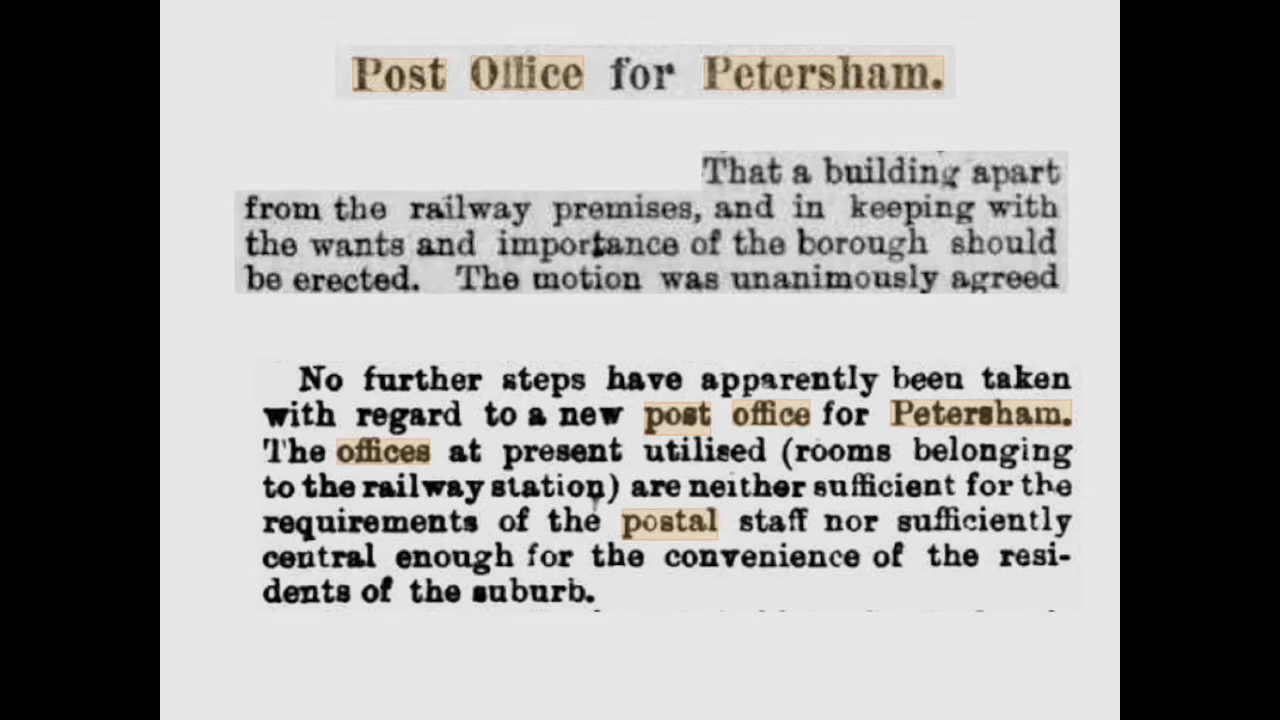 Post Office for Petersham.
That a building apart
from the railway premises, and in keeping with
the wants and importance of the borough should
be erected. The motion was unanimously agreed
No further steps have apparently been taken
with regard to a new post office for Petersham.
The offices at present utilised (rooms belonging
to the railway station) are neither sufficient for the
requirements of the postal staff nor sufficiently
central enough for the convenience of the resi-
dents of the suburb.